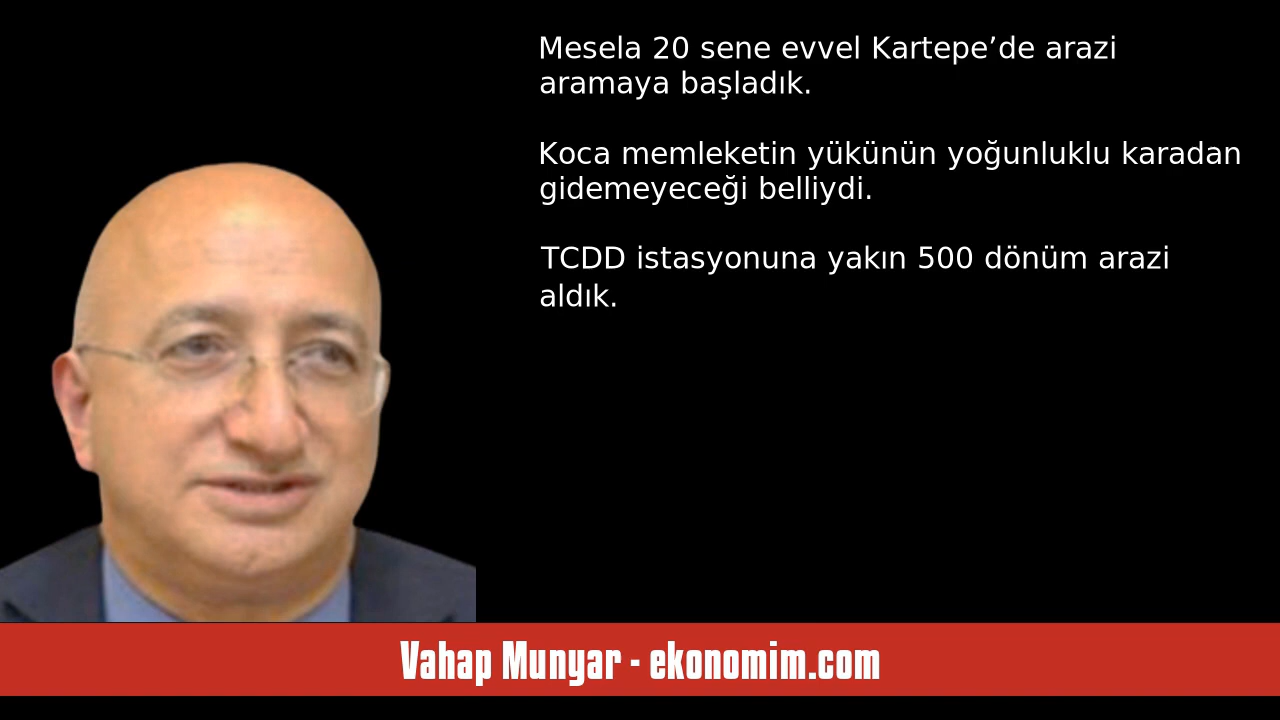 Mesela 20 sene evvel Kartepe’de arazi
aramaya başladık.
Koca memleketin yükünün yoğunluklu karadan
gidemeyeceği belliydi.
TCDD istasyonuna yakın 500 dönüm arazi
aldık.
Vahap Munyar - ekonomim.com